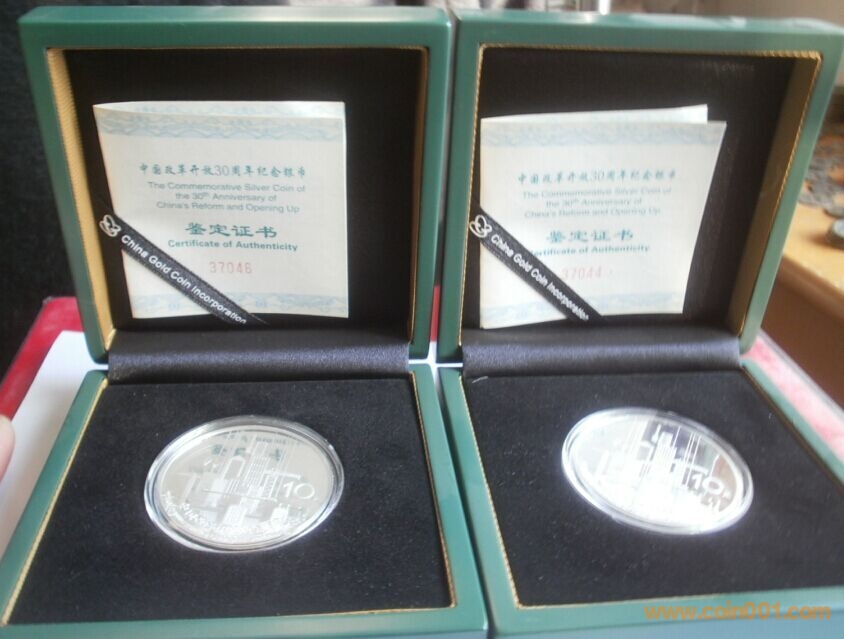 中国改革开放30周年纪念银币
The Commemorative Silver Coin of
the 30th Anniversary of
China's Reform and Opening Up
鉴定证书
Certificate of Authenticity
37046
China Gold Coin Incorporation
10
中国改革开放30周年纪念银币
The Commemorative Silver Coin of
the 30th Anniversary of
China's Reform and Opening Up
鉴定证书
Certificate of Authenticity
37044
China Gold Coin Incorporation
10
www.coin001.com